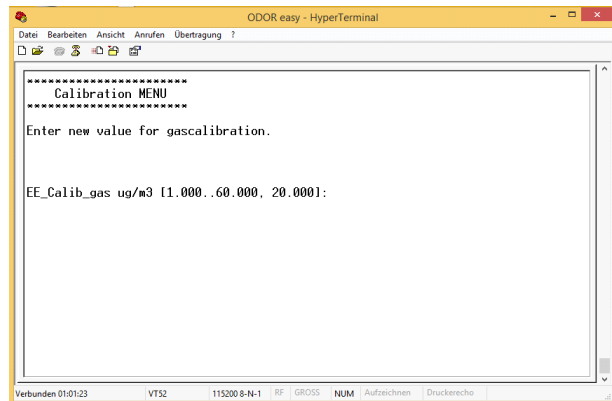 ODOR easy - HyperTerminal
Datei Bearbeiten Ansicht Anrufen Übertragung ?
***********************
Calibration MENU
***********************
Enter new value for gascalibration.
EE_Calib_gas ug/m3 [1.000..60.000, 20.000]:
Verbunden 01:01:23 VT52 115200 8-N-1 RF GROSS NUM Aufzeichnen Druckerecho